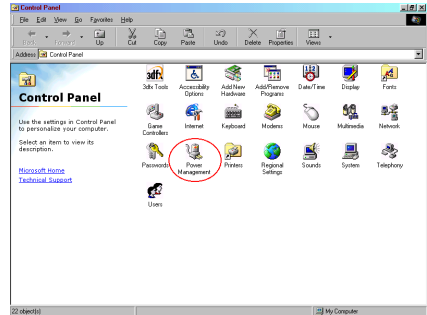 Control Panel
File Edit View Go Favorites Help
Back Forward Up Cut Copy Paste Undo Delete Properties Views
Address Control Panel
Control Panel
Use the settings in Control Panel
to personalize your computer.
Select an item to view its
description.
Microsoft Home
Technical Support
3dfx Tools Accessibility Options Add New Hardware Add/Remove Programs Date/Time Display Fonts
Game Controllers Internet Keyboard Modems Mouse Multimedia Network
Passwords Power Management Printers Regional Settings Sounds System Telephony
Users
22 object(s) My Computer